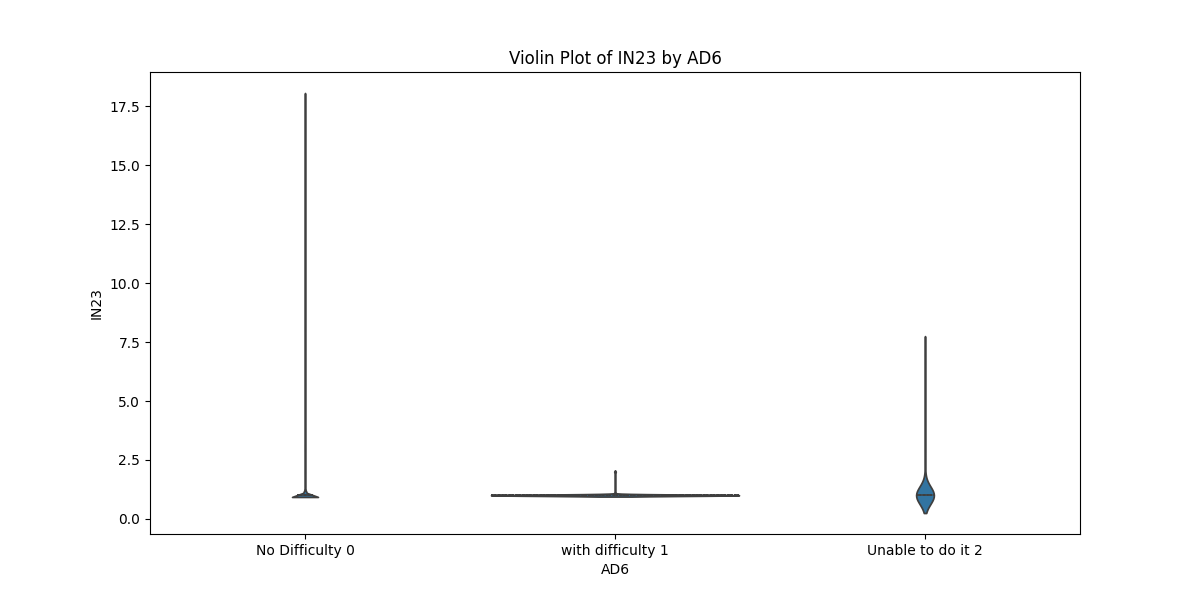 Violin Plot of IN23 by AD6
17.5
15.0
12.5
10.0
7.5
5.0
2.5
0.0
IN23
No Difficulty 0
with difficulty 1
Unable to do it 2
AD6